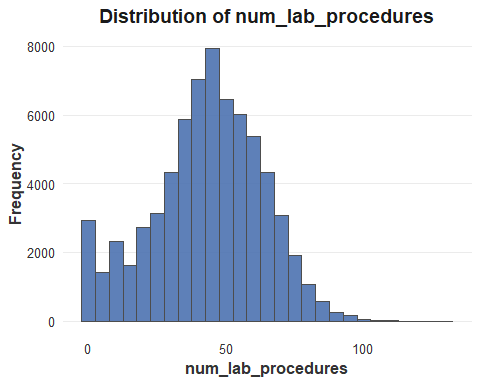 Distribution of num_lab_procedures
8000
6000
4000
2000
0
Frequency
0 50 100
num_lab_procedures